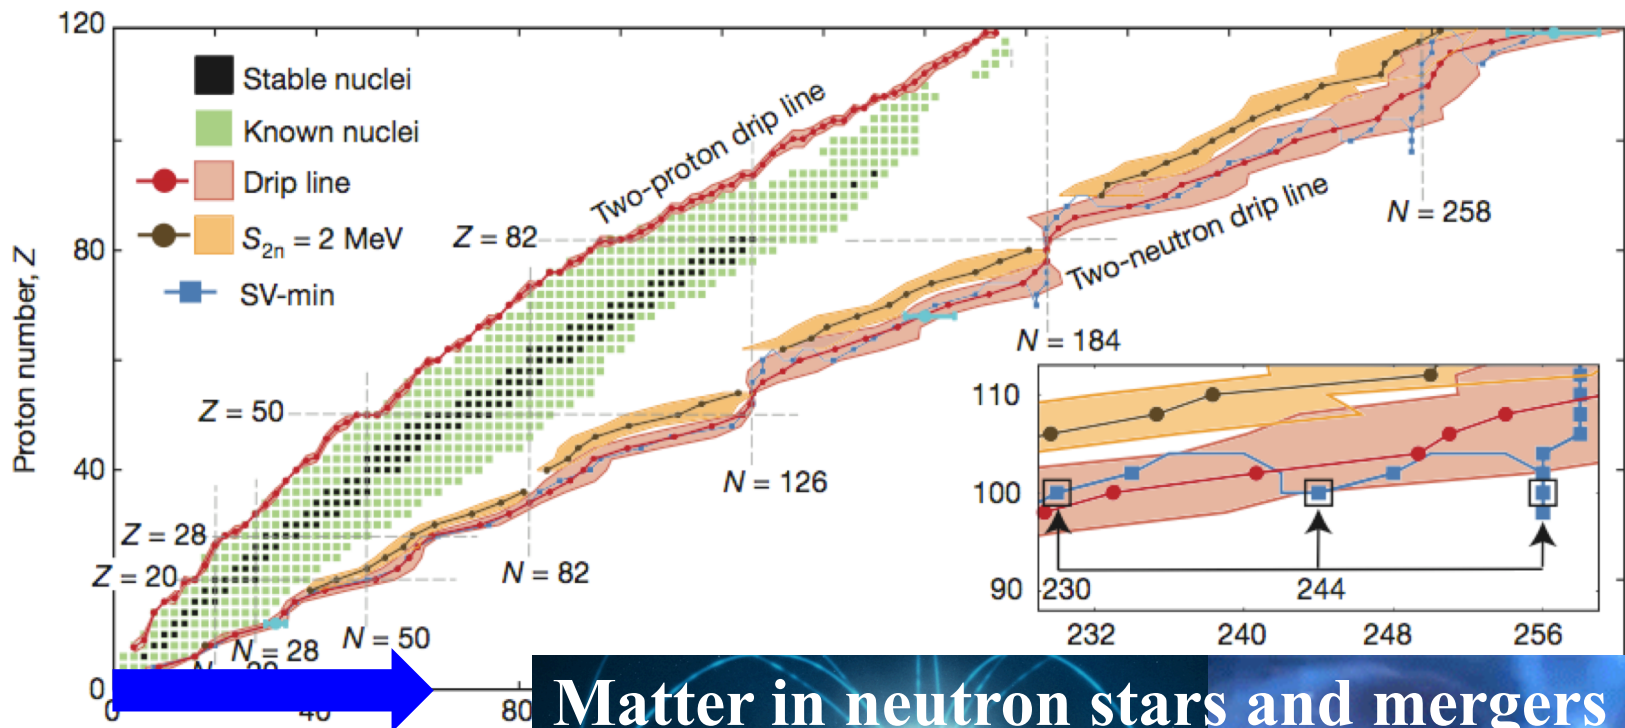 120
Stable nuclei
Known nuclei
Drip line
S2n = 2 MeV
SV-min
Proton number, Z
Two-proton drip line
Two-neutron drip line
Z = 82
N = 258
80
N = 184
Z = 50
40
N = 126
Z = 28
Z = 20
N = 82
N = 50
N = 28
110
100
90
230
244
232
240
248
256
0
0
40
80
Matter in neutron stars and mergers